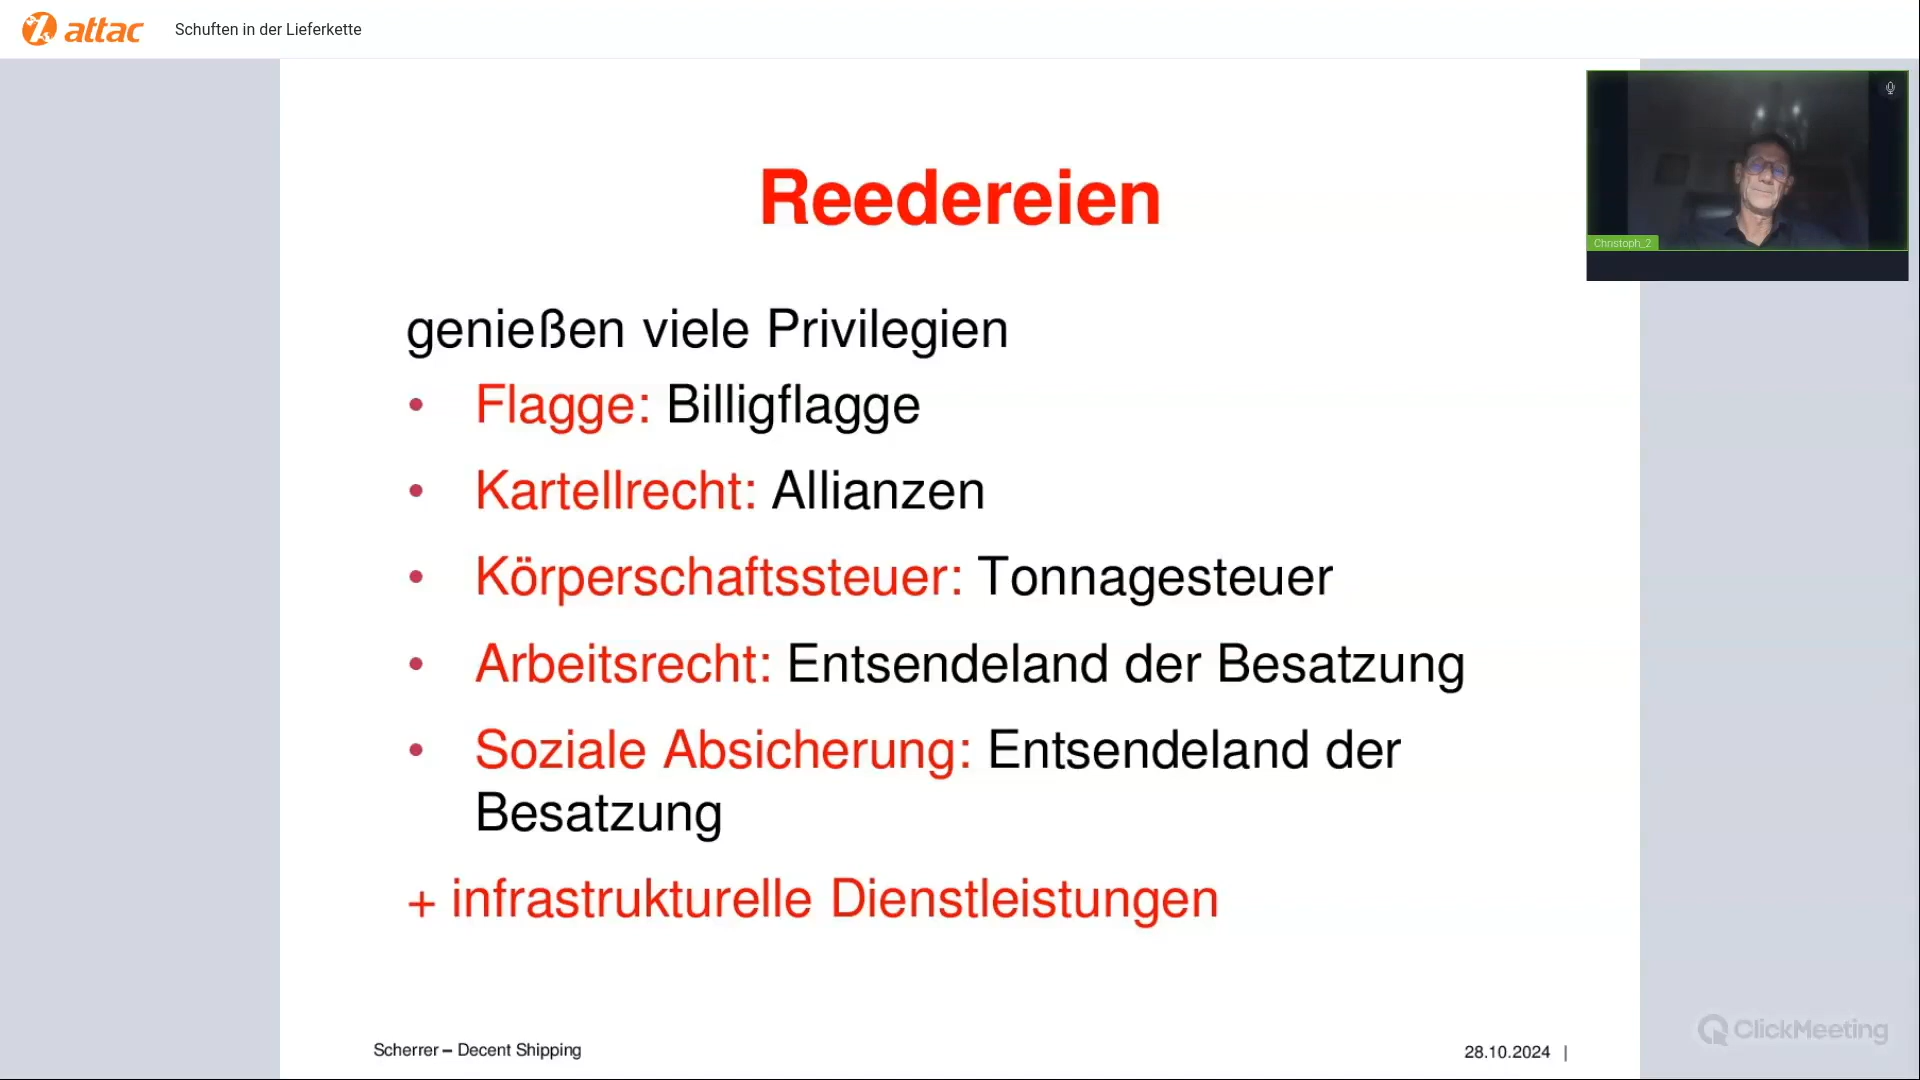 attac Schuften in der Lieferkette
Christoph_2
Reedereien
genießen viele Privilegien
• Flagge: Billigflagge
• Kartellrecht: Allianzen
• Körperschaftssteuer: Tonnagesteuer
• Arbeitsrecht: Entsendeland der Besatzung
• Soziale Absicherung: Entsendeland der
Besatzung
+ infrastrukturelle Dienstleistungen
Scherrer – Decent Shipping
28.10.2024 |
ClickMeeting